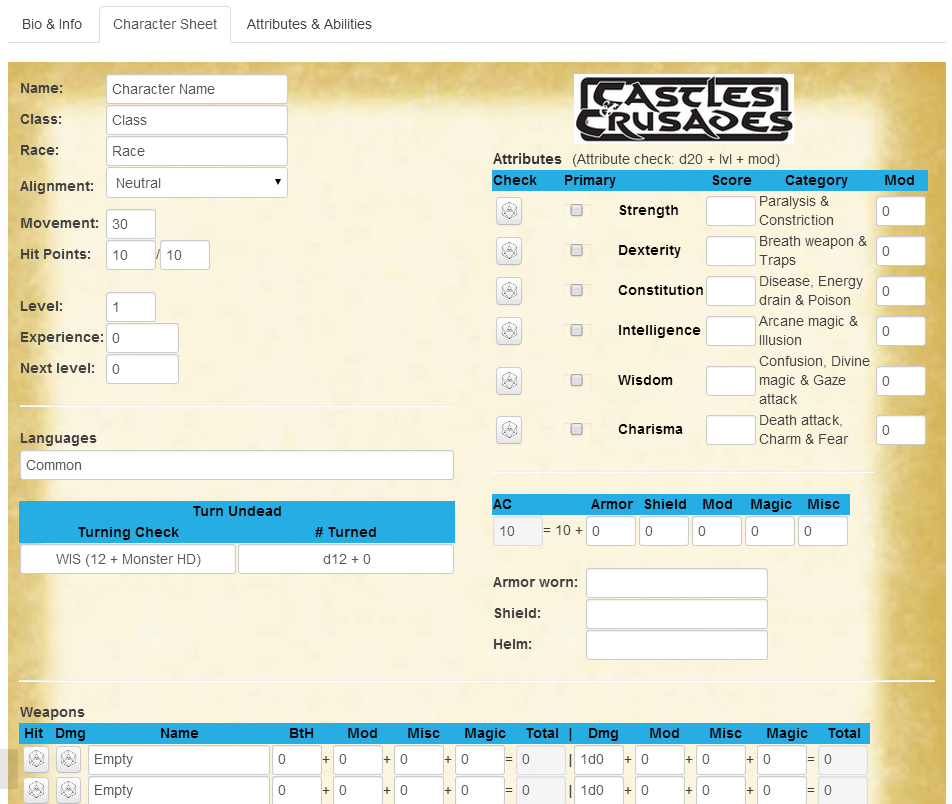 Bio & Info Character Sheet Attributes & Abilities
Name: Character Name
Class: Class
Race: Race
Alignment: Neutral
Movement: 30
Hit Points: 10 / 10
Level: 1
Experience: 0
Next level: 0
Languages
Common
Turn Undead
Turning Check # Turned
WIS (12 + Monster HD) d12 + 0
CASTLES
&
CRUSADES
®
Attributes (Attribute check: d20 + lvl + mod)
Check Primary Score Category Mod
Strength Paralysis & 0
Constriction
Dexterity Breath weapon & 0
Traps
Constitution Disease, Energy 0
drain & Poison
Intelligence Arcane magic & 0
Illusion
Wisdom Confusion, Divine 0
magic & Gaze
attack
Charisma Death attack, 0
Charm & Fear
AC Armor Shield Mod Magic Misc
10 = 10 + 0 0 0 0 0
Armor worn:
Shield:
Helm:
Weapons
Hit Dmg Name BtH Mod Misc Magic Total | Dmg Mod Misc Magic Total
Empty 0 + 0 + 0 + 0 = 0 | 1d0 + 0 + 0 + 0 = 0
Empty 0 + 0 + 0 + 0 = 0 | 1d0 + 0 + 0 + 0 = 0